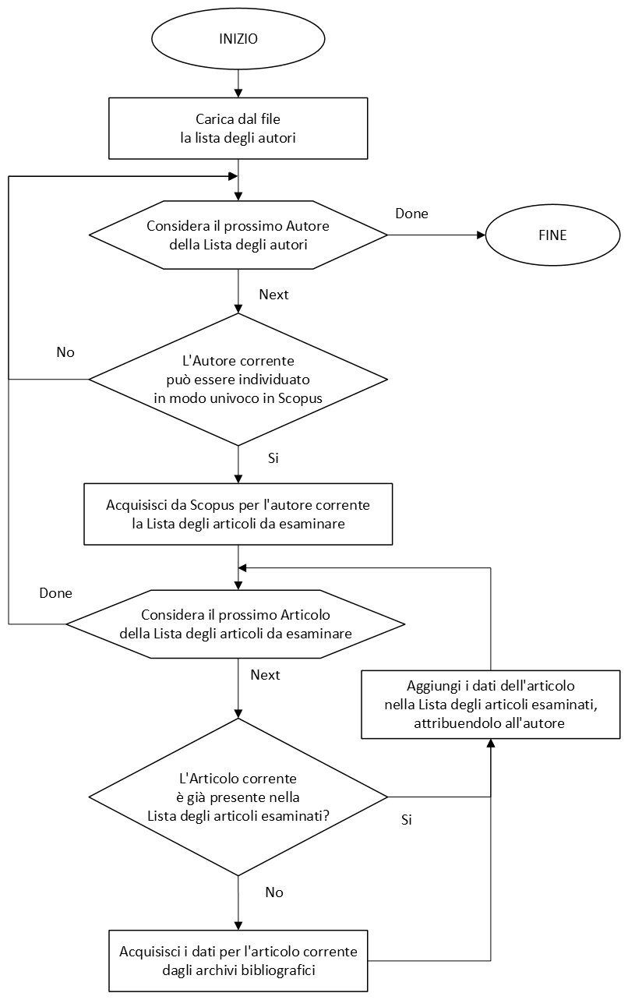 INIZIO
Carica dal file
la lista degli autori
Considera il prossimo Autore
della Lista degli autori
Done
FINE
Next
No
L'Autore corrente
può essere individuato
in modo univoco in Scopus
Si
Acquisisci da Scopus per l'autore corrente
la Lista degli articoli da esaminare
Done
Considera il prossimo Articolo
della Lista degli articoli da esaminare
Next
Aggiungi i dati dell'articolo
nella Lista degli articoli esaminati,
attribuendolo all'autore
L'Articolo corrente
è già presente nella
Lista degli articoli esaminati?
Si
No
Acquisisci i dati per l'articolo corrente
dagli archivi bibliografici